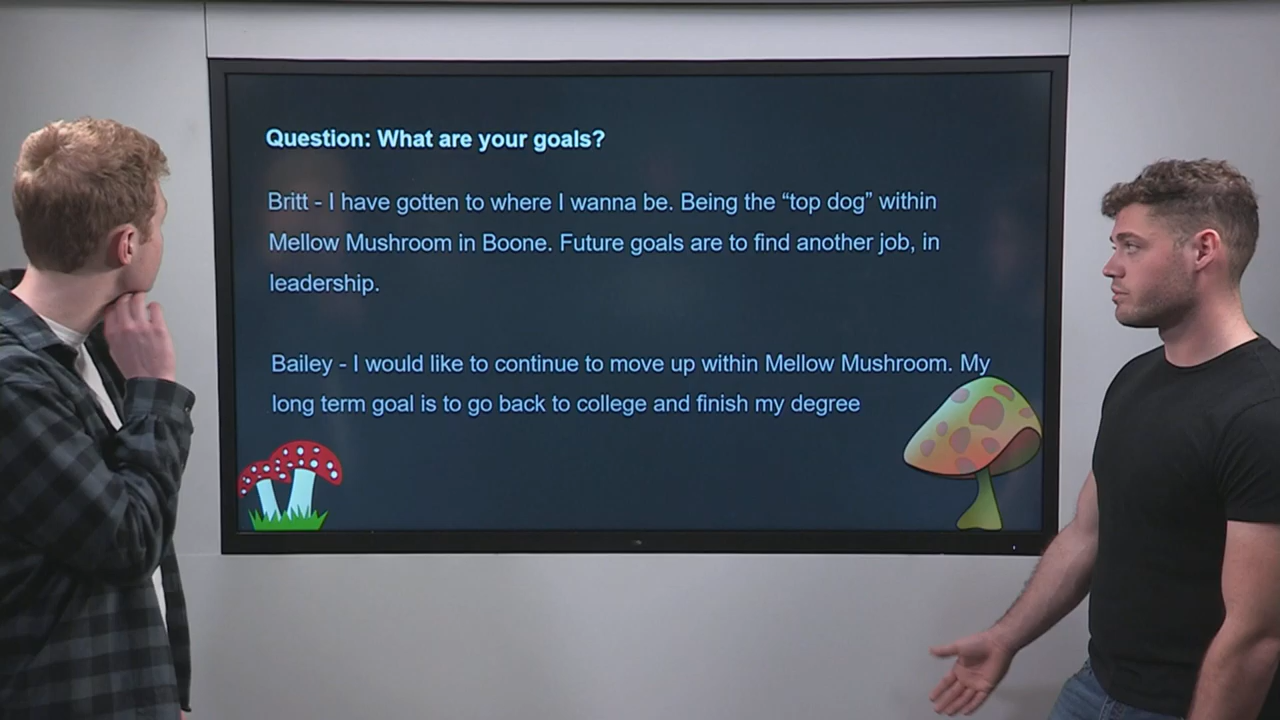 Question: What are your goals?
Britt - I have gotten to where I wanna be. Being the “top dog” within
Mellow Mushroom in Boone. Future goals are to find another job, in
leadership.
Bailey - I would like to continue to move up within Mellow Mushroom. My
long term goal is to go back to college and finish my degree